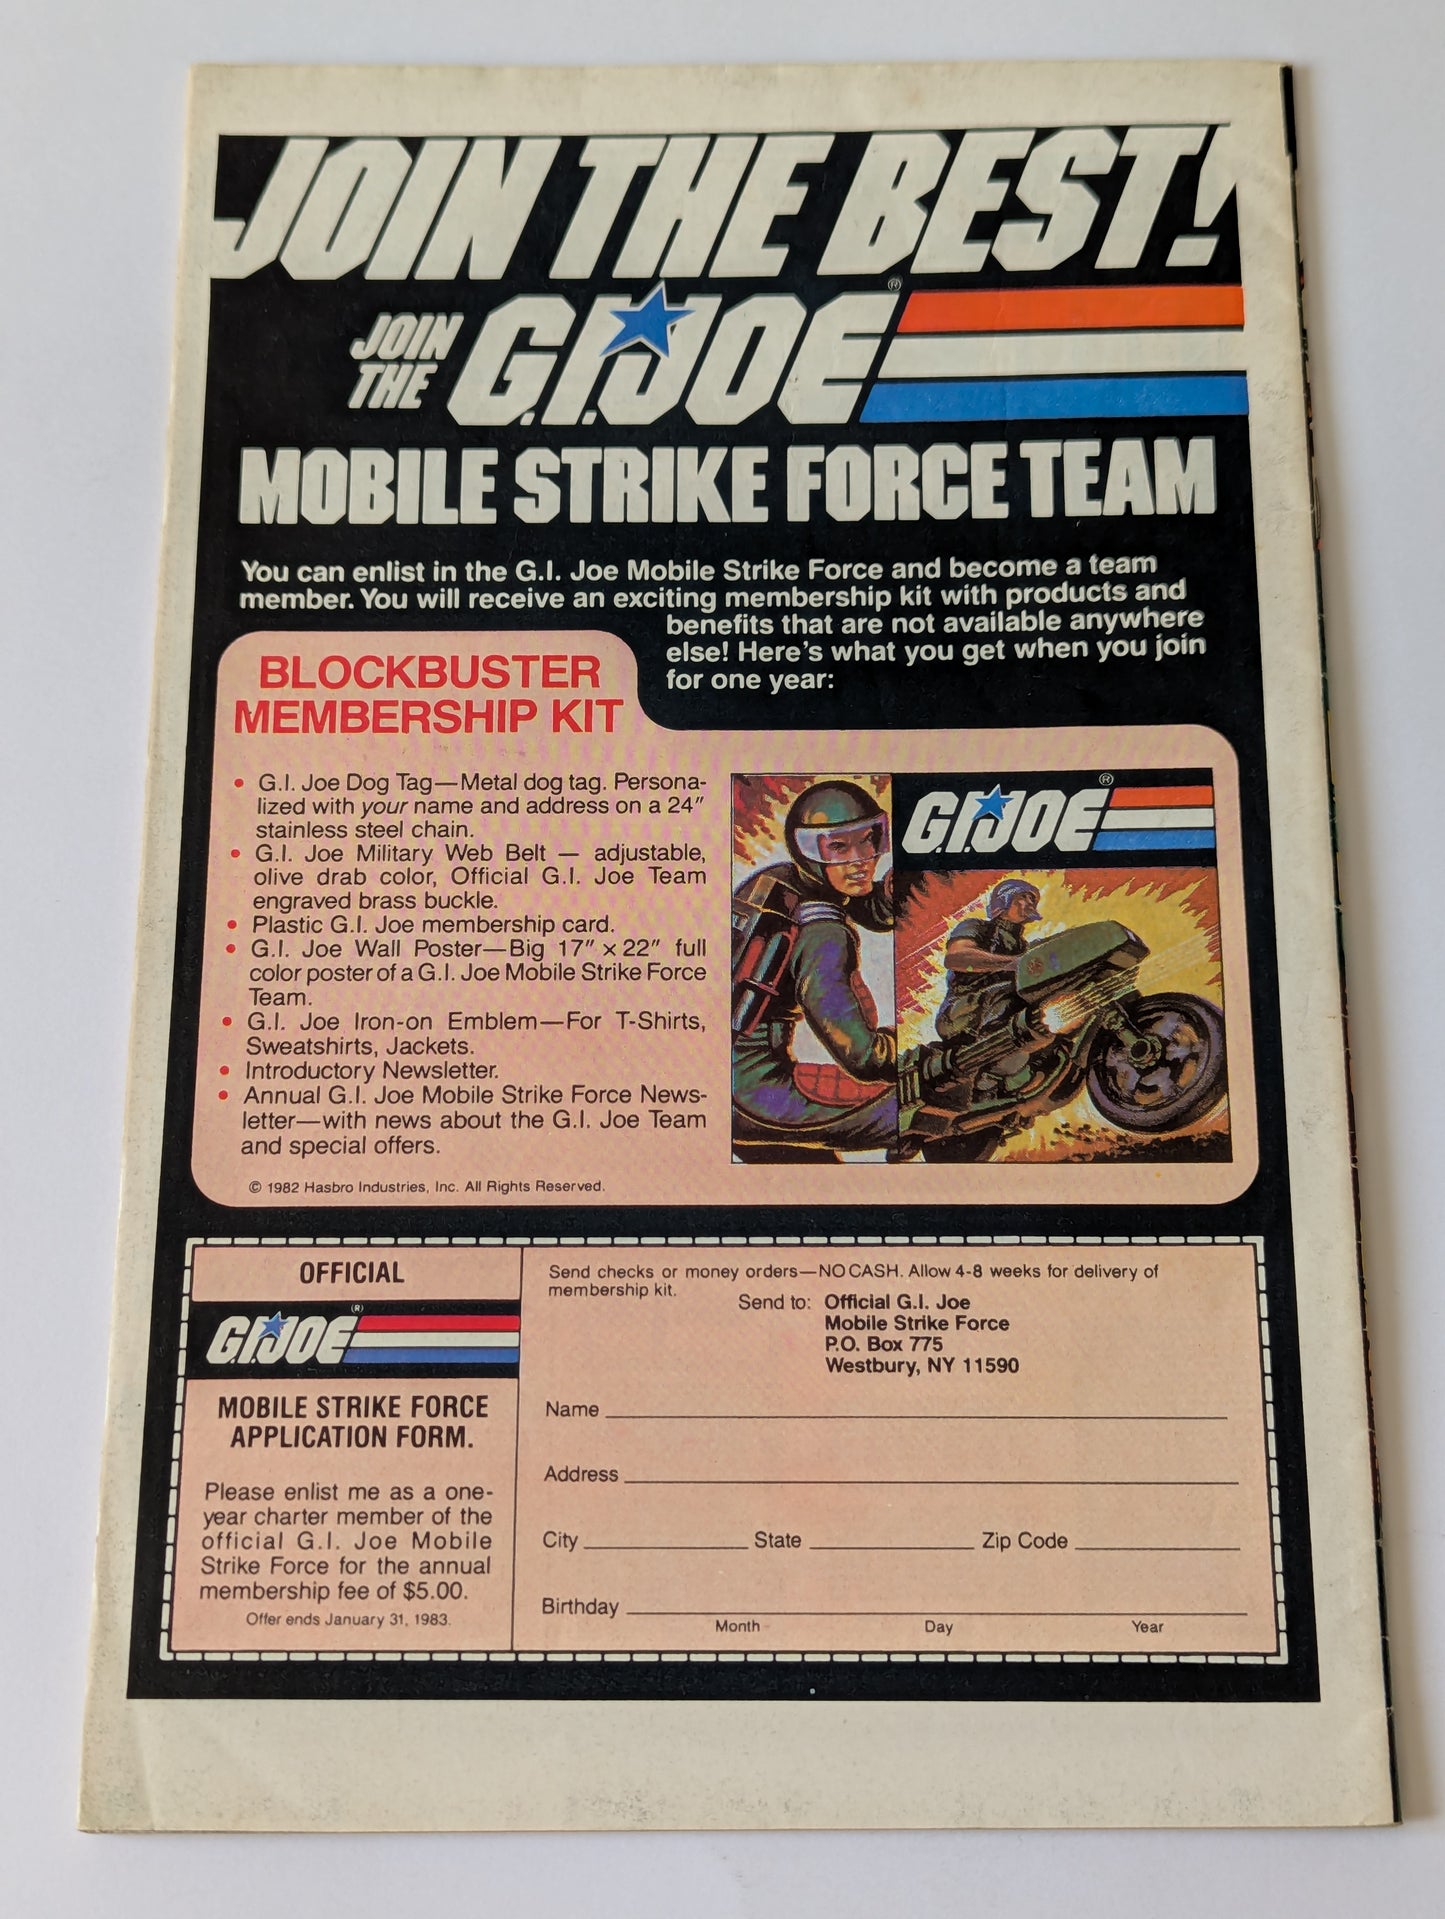 JOIN THE BEST!
JOIN
THE
G.I. JOE ®
MOBILE STRIKE FORCE TEAM
You can enlist in the G.I. Joe Mobile Strike Force and become a team
member. You will receive an exciting membership kit with products and
benefits that are not available anywhere
else! Here's what you get when you join
for one year:
BLOCKBUSTER
MEMBERSHIP KIT
• G.I. Joe Dog Tag—Metal dog tag. Persona-
lized with your name and address on a 24″
stainless steel chain.
• G.I. Joe Military Web Belt — adjustable,
olive drab color, Official G.I. Joe Team
engraved brass buckle.
• Plastic G.I. Joe membership card.
• G.I. Joe Wall Poster—Big 17″ × 22″ full
color poster of a G.I. Joe Mobile Strike Force
Team.
• G.I. Joe Iron-on Emblem—For T-Shirts,
Sweatshirts, Jackets.
• Introductory Newsletter.
• Annual G.I. Joe Mobile Strike Force News-
letter—with news about the G.I. Joe Team
and special offers.
© 1982 Hasbro Industries, Inc. All Rights Reserved.
G.I. JOE ®
OFFICIAL
G.I. JOE ®
MOBILE STRIKE FORCE
APPLICATION FORM.
Please enlist me as a one-
year charter member of the
official G.I. Joe Mobile
Strike Force for the annual
membership fee of $5.00.
Offer ends January 31, 1983.
Send checks or money orders—NO CASH. Allow 4-8 weeks for delivery of
membership kit.
Send to: Official G.I. Joe
Mobile Strike Force
P.O. Box 775
Westbury, NY 11590
Name
Address
City State Zip Code
Birthday
Month Day Year